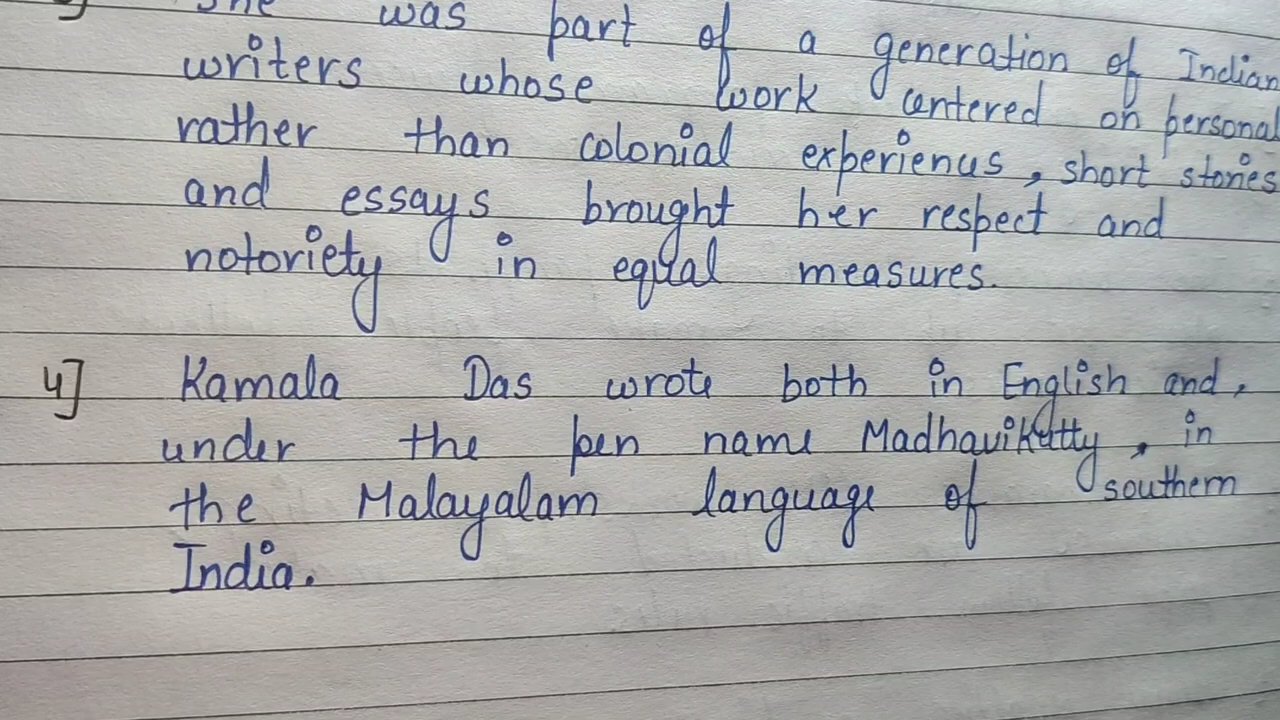 She was part of a generation of Indian
writers whose work centered on personal
rather than colonial experiences, short stories
and essays brought her respect and
notoriety in equal measures.
4] Kamala Das wrote both in English and,
under the pen name Madhavikutty, in
the Malayalam language of southern
India.